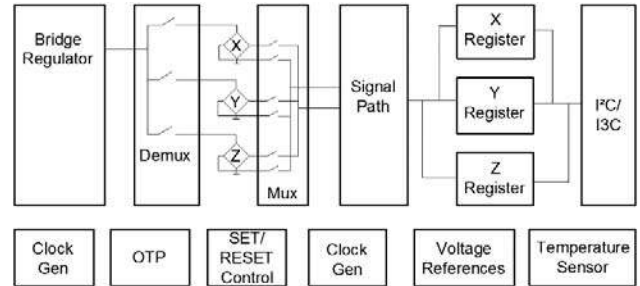 Bridge
Regulator
Demux
X
Y
Z
Mux
Signal
Path
X
Register
Y
Register
Z
Register
I²C/
I3C
Clock
Gen
OTP
SET/
RESET
Control
Clock
Gen
Voltage
References
Temperature
Sensor